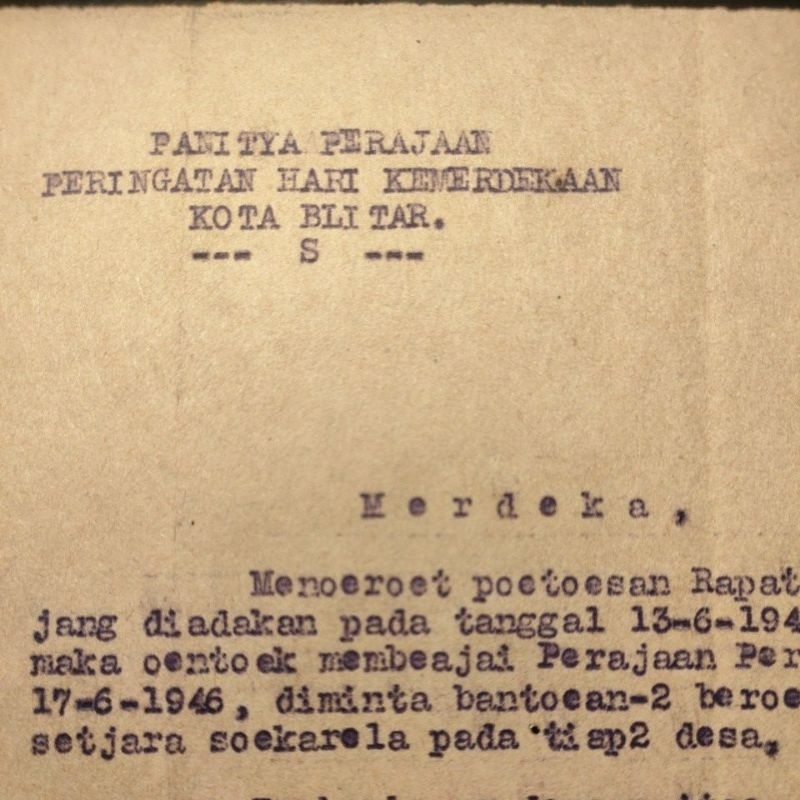 PANITYA PERAJAAN
PERINGATAN HARI KEMERDEKAAN
KOTA BLITAR.
--- S ---
Merdeka,
Menoeroet poetoesan Rapat
jang diadakan pada tanggal 13-6-194
maka oentoek membeajai Perajaan Per
17-6-1946, diminta bantoean-2 beroe
setjara soekarela pada tiap2 desa,